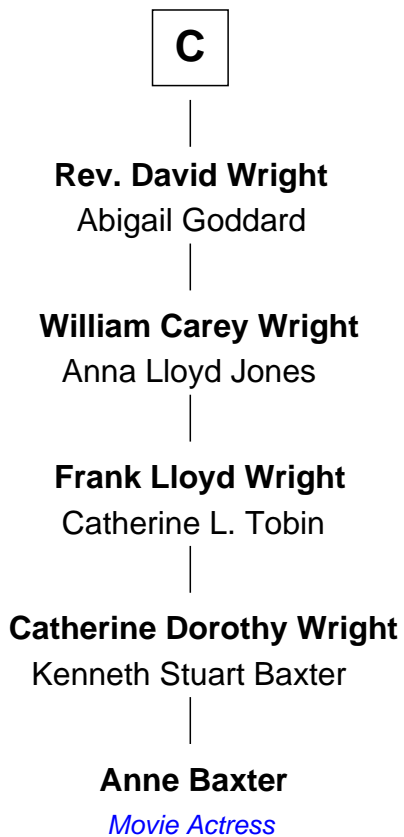 C
Rev. David Wright
Abigail Goddard
William Carey Wright
Anna Lloyd Jones
Frank Lloyd Wright
Catherine L. Tobin
Catherine Dorothy Wright
Kenneth Stuart Baxter
Anne Baxter
Movie Actress